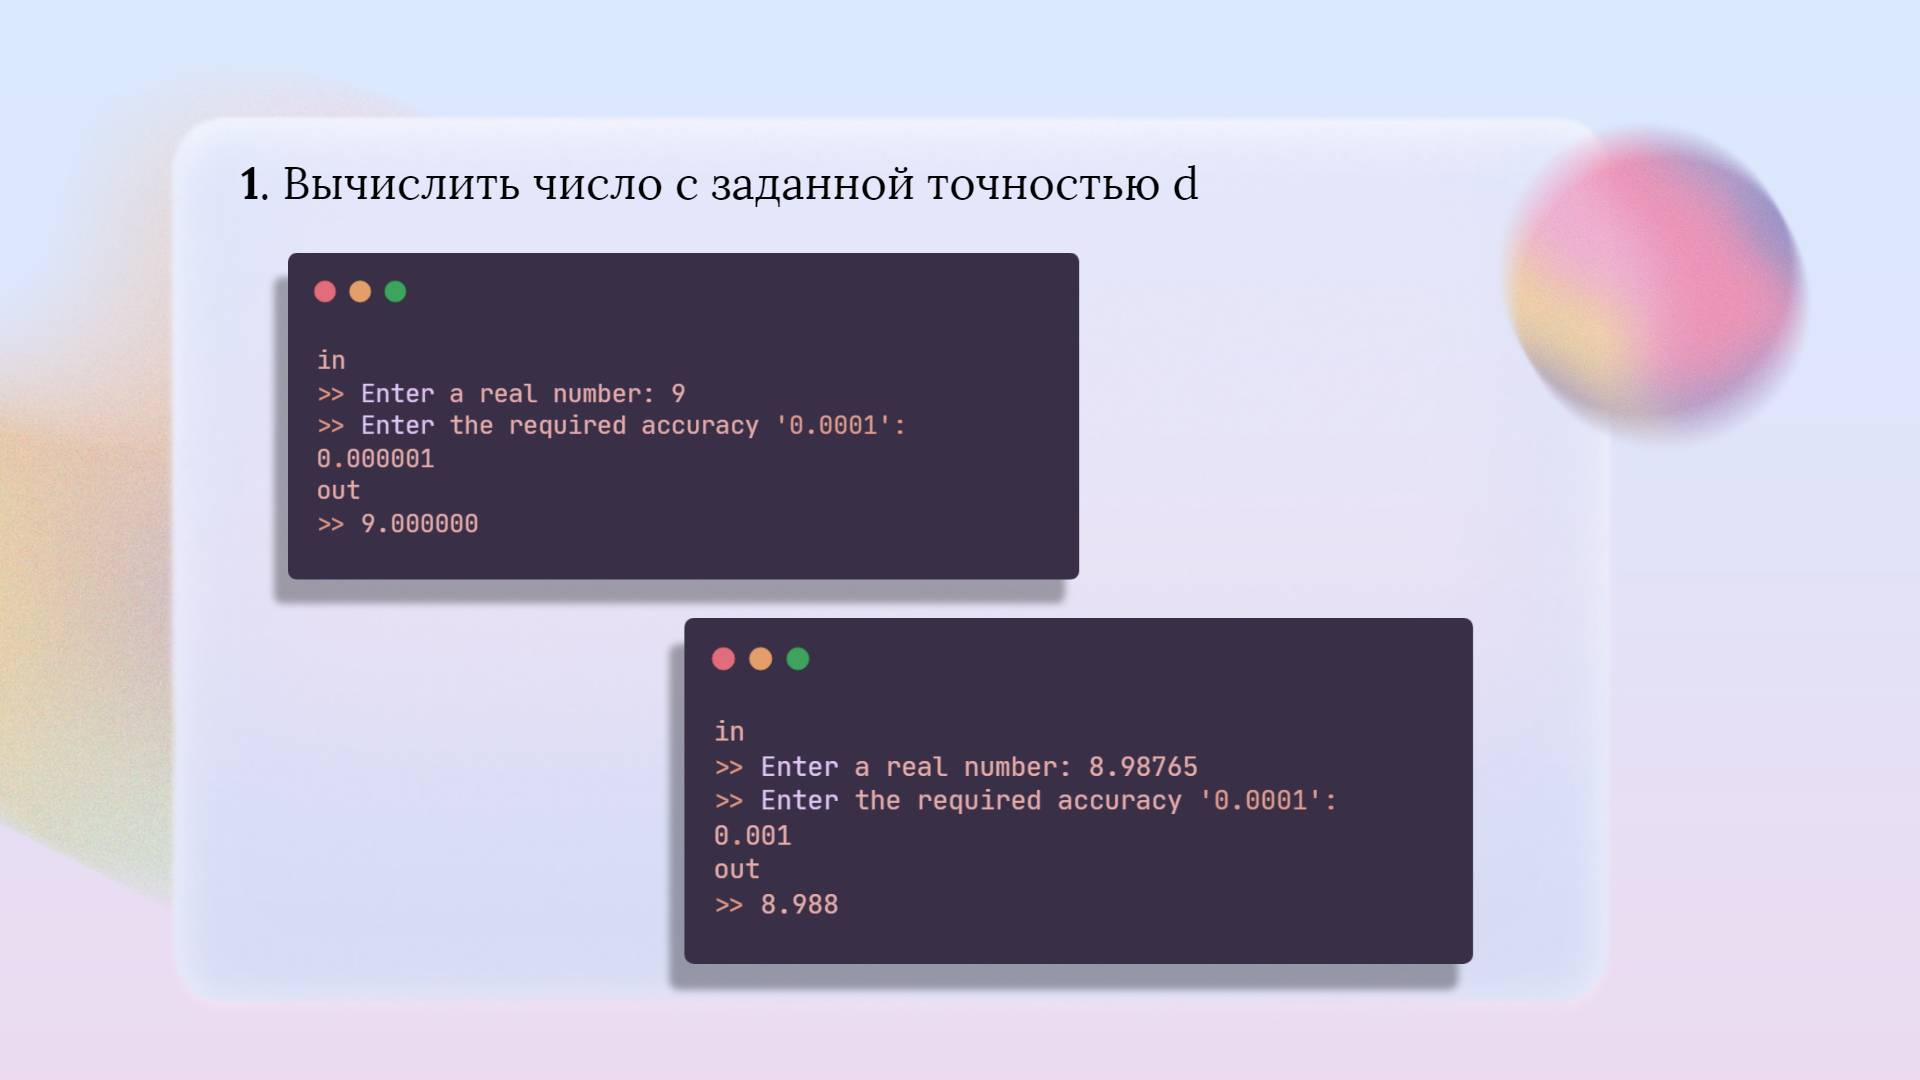 1. Вычислить число с заданной точностью d
in
>> Enter a real number: 9
>> Enter the required accuracy '0.0001':
0.000001
out
>> 9.000000
in
>> Enter a real number: 8.98765
>> Enter the required accuracy '0.0001':
0.001
out
>> 8.988